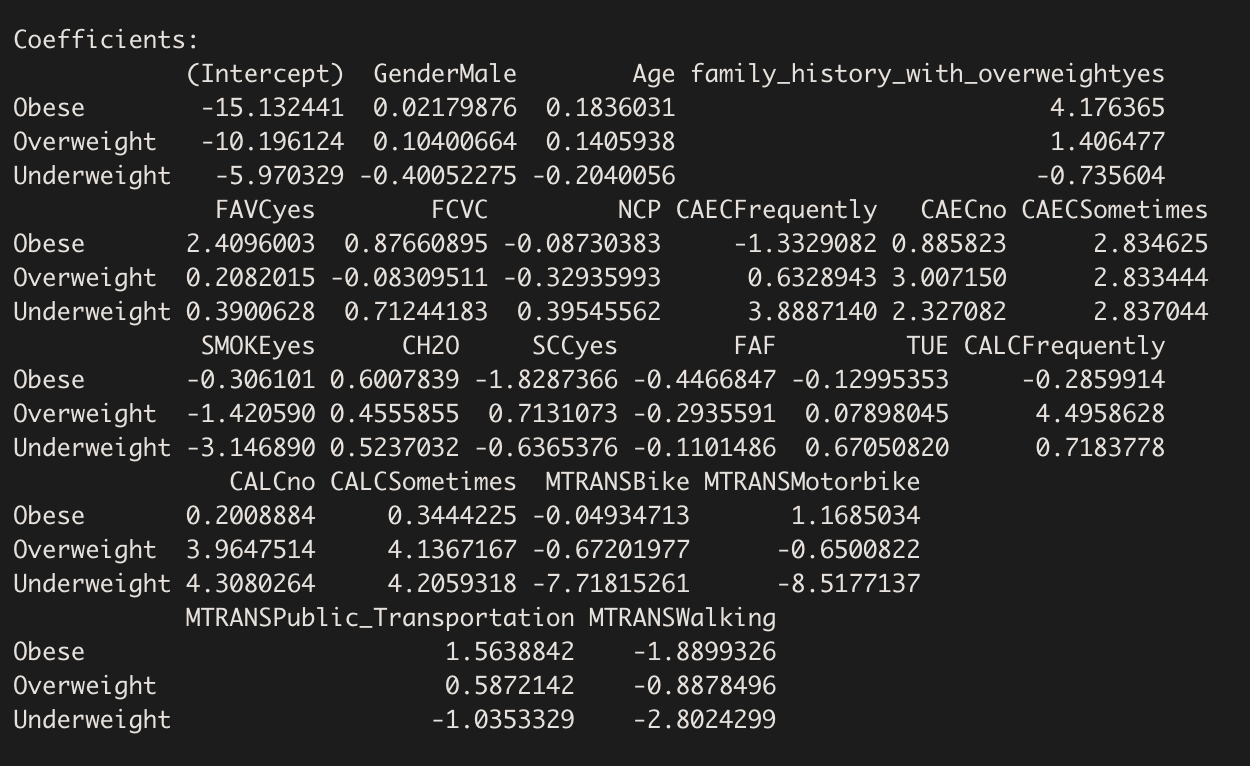 Coefficients:
            (Intercept)  GenderMale        Age family_history_with_overweightyes
Obese        -15.132441  0.02179876  0.1836031                          4.176365
Overweight   -10.196124  0.10400664  0.1405938                          1.406477
Underweight   -5.970329 -0.40052275 -0.2040056                         -0.735604
              FAVCyes        FCVC         NCP CAECFrequently   CAECno CAECSometimes
Obese       2.4096003  0.87660895 -0.08730383     -1.3329082 0.885823      2.834625
Overweight  0.2082015 -0.08309511 -0.32935993      0.6328943 3.007150      2.833444
Underweight 0.3900628  0.71244183  0.39545562      3.8887140 2.327082      2.837044
             SMOKEyes      CH2O     SCCyes        FAF         TUE CALCFrequently
Obese       -0.306101 0.6007839 -1.8287366 -0.4466847 -0.12995353     -0.2859914
Overweight  -1.420590 0.4555855  0.7131073 -0.2935591  0.07898045      4.4958628
Underweight -3.146890 0.5237032 -0.6365376 -0.1101486  0.67050820      0.7183778
               CALCno CALCSometimes  MTRANSBike MTRANSMotorbike
Obese       0.2008884     0.3444225 -0.04934713       1.1685034
Overweight  3.9647514     4.1367167 -0.67201977      -0.6500822
Underweight 4.3080264     4.2059318 -7.71815261      -8.5177137
            MTRANSPublic_Transportation MTRANSWalking
Obese                         1.5638842    -1.8899326
Overweight                    0.5872142    -0.8878496
Underweight                  -1.0353329    -2.8024299